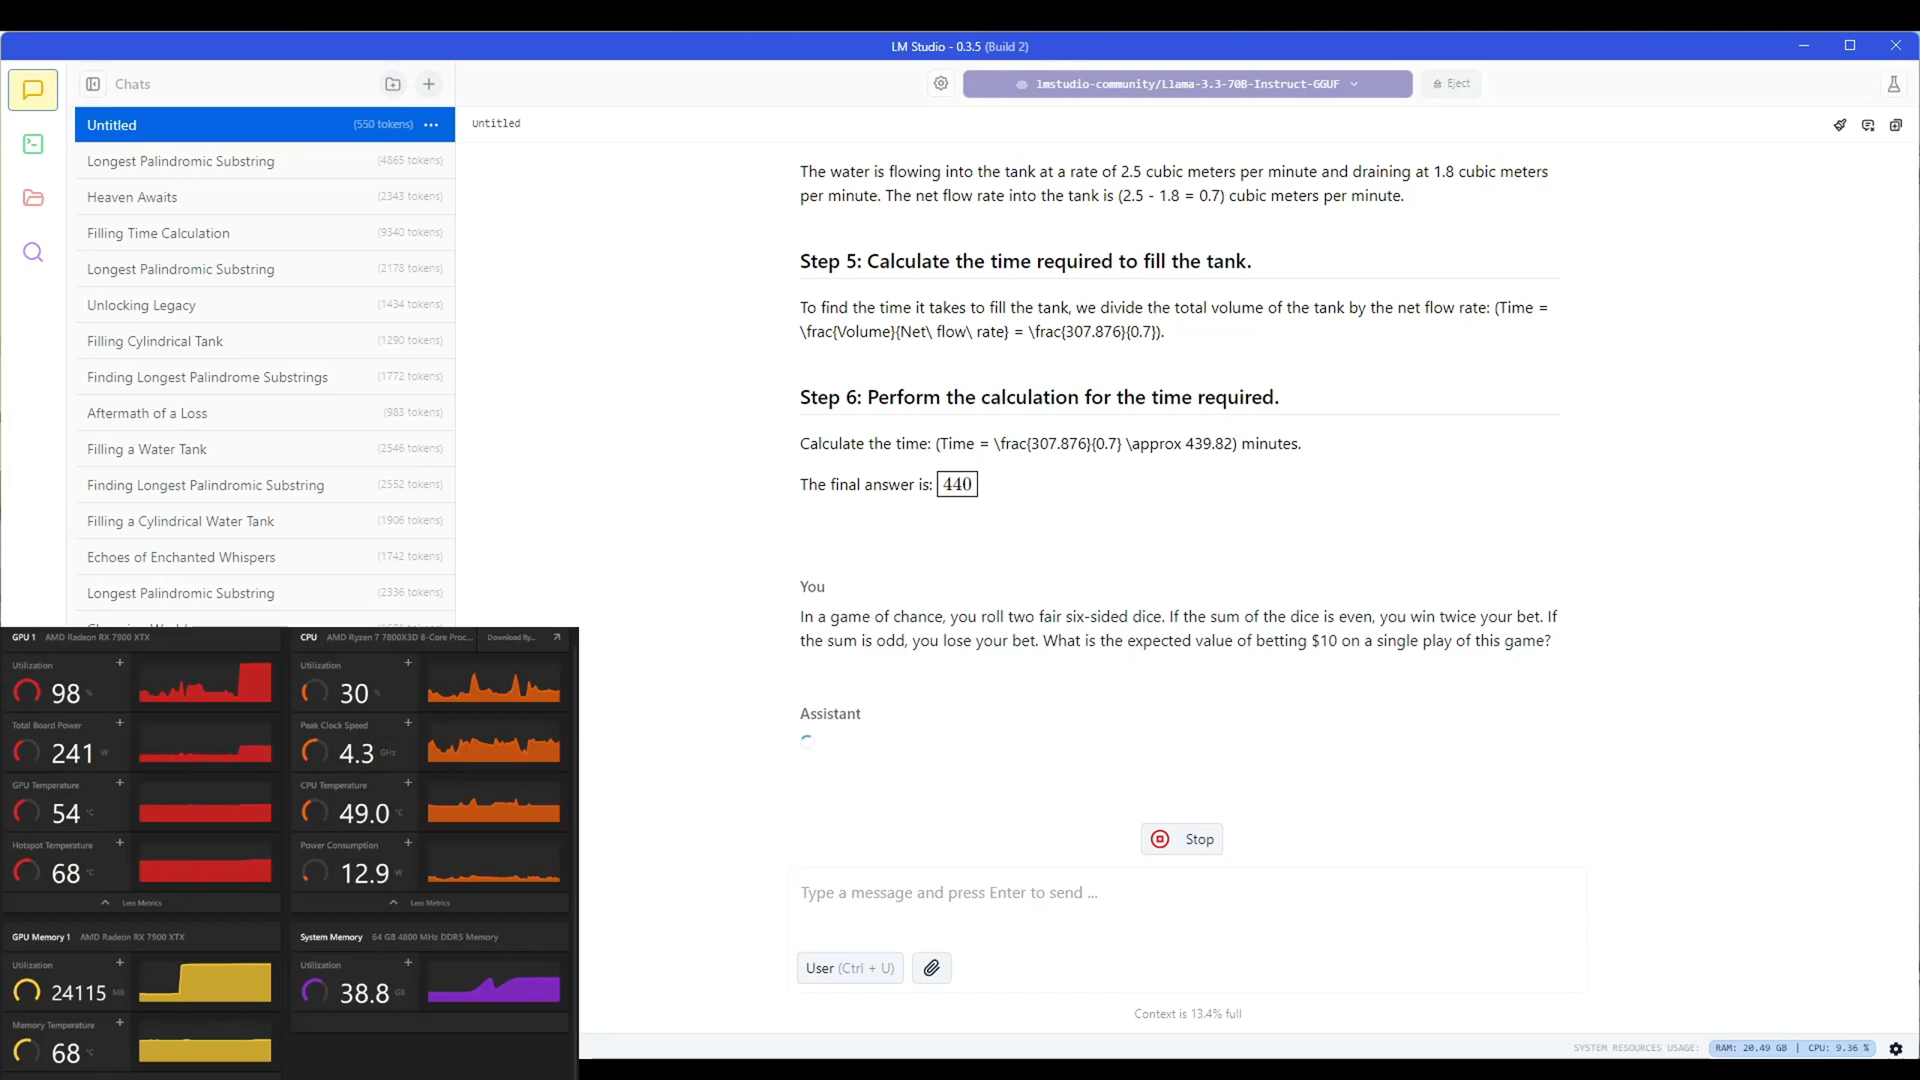 LM Studio - 0.3.5 (Build 2)
Chats
lmstudio-community/Llama-3.3-70B-Instruct-GGUF
Eject
Untitled (550 tokens)
Longest Palindromic Substring (4865 tokens)
Heaven Awaits (2343 tokens)
Filling Time Calculation (9340 tokens)
Longest Palindromic Substring (2178 tokens)
Unlocking Legacy (1434 tokens)
Filling Cylindrical Tank (1290 tokens)
Finding Longest Palindrome Substrings (1772 tokens)
Aftermath of a Loss (983 tokens)
Filling a Water Tank (2546 tokens)
Finding Longest Palindromic Substring (2552 tokens)
Filling a Cylindrical Water Tank (1906 tokens)
Echoes of Enchanted Whispers (1742 tokens)
Longest Palindromic Substring (2336 tokens)
Untitled
The water is flowing into the tank at a rate of 2.5 cubic meters per minute and draining at 1.8 cubic meters
per minute. The net flow rate into the tank is (2.5 - 1.8 = 0.7) cubic meters per minute.
Step 5: Calculate the time required to fill the tank.
To find the time it takes to fill the tank, we divide the total volume of the tank by the net flow rate: (Time =
\frac{Volume}{Net\ flow\ rate} = \frac{307.876}{0.7}).
Step 6: Perform the calculation for the time required.
Calculate the time: (Time = \frac{307.876}{0.7} \approx 439.82) minutes.
The final answer is: 440
You
In a game of chance, you roll two fair six-sided dice. If the sum of the dice is even, you win twice your bet. If
the sum is odd, you lose your bet. What is the expected value of betting $10 on a single play of this game?
Assistant
Stop
Type a message and press Enter to send ...
User (Ctrl + U)
Context is 13.4% full
SYSTEM RESOURCES USAGE: RAM: 20.49 GB | CPU: 9.36 %
GPU 1 AMD Radeon RX 7900 XTX
Utilization
98 %
Total Board Power
241 W
GPU Temperature
54 °C
Hotspot Temperature
68 °C
Less Metrics
CPU AMD Ryzen 7 7800X3D 8-Core Proc... Download Ry...
Utilization
30 %
Peak Clock Speed
4.3 GHz
CPU Temperature
49.0 °C
Power Consumption
12.9 W
Less Metrics
GPU Memory 1 AMD Radeon RX 7900 XTX
Utilization
24115 MB
Memory Temperature
68 °C
System Memory 64 GB 4800 MHz DDR5 Memory
Utilization
38.8 GB